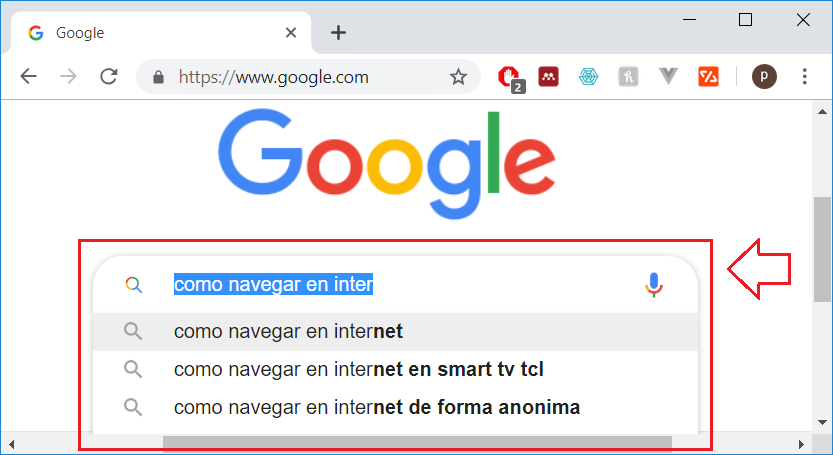 Google
https://www.google.com
2
p
Google
como navegar en inter
como navegar en internet
como navegar en internet en smart tv tcl
como navegar en internet de forma anonima